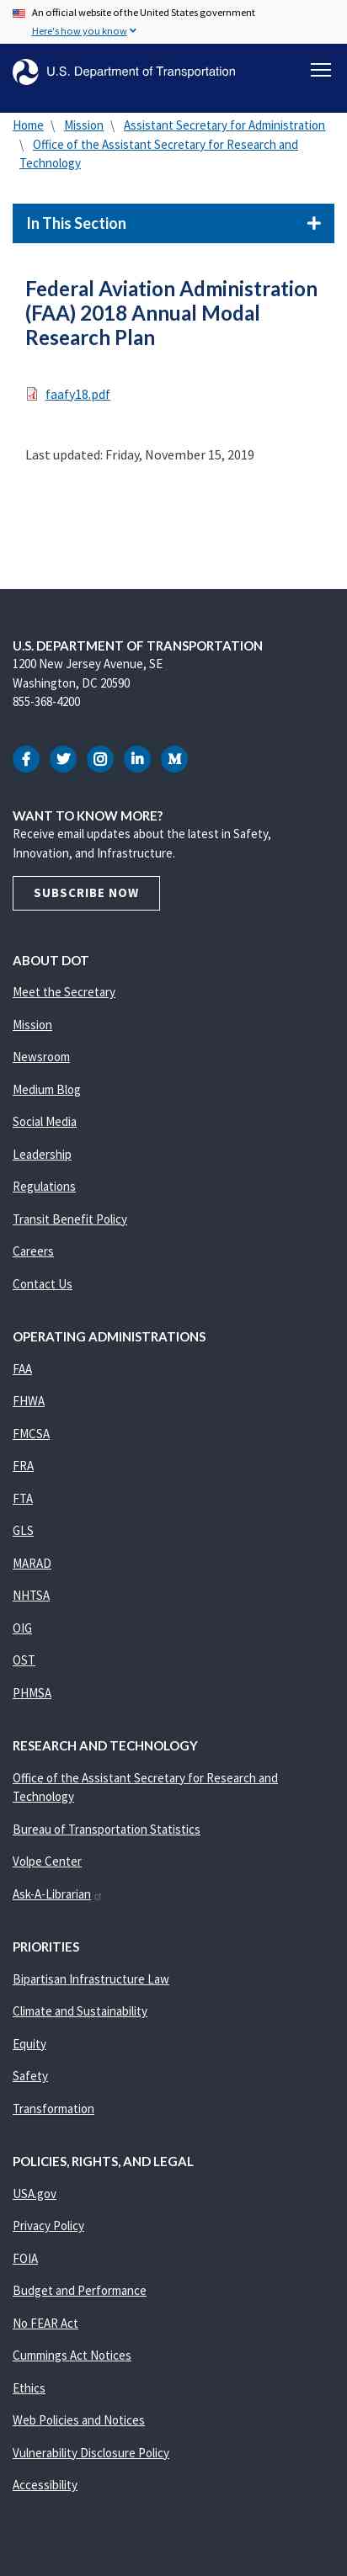 An official website of the United States government
Here's how you know
U.S. Department of Transportation
Home \ Mission \ Assistant Secretary for Administration
\ Office of the Assistant Secretary for Research and
Technology
In This Section
Federal Aviation Administration
(FAA) 2018 Annual Modal
Research Plan
faafy18.pdf
Last updated: Friday, November 15, 2019
U.S. DEPARTMENT OF TRANSPORTATION
1200 New Jersey Avenue, SE
Washington, DC 20590
855-368-4200
WANT TO KNOW MORE?
Receive email updates about the latest in Safety,
Innovation, and Infrastructure.
SUBSCRIBE NOW
ABOUT DOT
Meet the Secretary
Mission
Newsroom
Medium Blog
Social Media
Leadership
Regulations
Transit Benefit Policy
Careers
Contact Us
OPERATING ADMINISTRATIONS
FAA
FHWA
FMCSA
FRA
FTA
GLS
MARAD
NHTSA
OIG
OST
PHMSA
RESEARCH AND TECHNOLOGY
Office of the Assistant Secretary for Research and
Technology
Bureau of Transportation Statistics
Volpe Center
Ask-A-Librarian
PRIORITIES
Bipartisan Infrastructure Law
Climate and Sustainability
Equity
Safety
Transformation
POLICIES, RIGHTS, AND LEGAL
USA.gov
Privacy Policy
FOIA
Budget and Performance
No FEAR Act
Cummings Act Notices
Ethics
Web Policies and Notices
Vulnerability Disclosure Policy
Accessibility